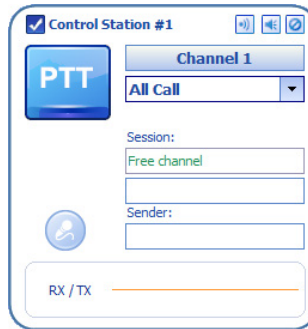 Control Station #1
PTT
Channel 1
All Call
Session:
Free channel
Sender:
RX / TX